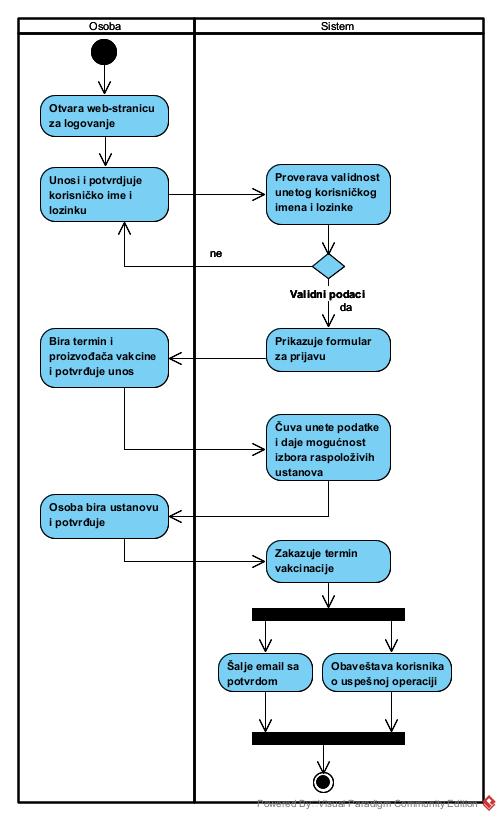 Osoba
Sistem
Otvara web-stranicu
za logovanje
Unosi i potvrdjuje
korisničko ime i
lozinku
Proverava validnost
unetog korisničkog
imena i lozinke
ne
Validni podaci
da
Bira termin i
proizvođača vakcine
i potvrđuje unos
Prikazuje formular
za prijavu
Čuva unete podatke
i daje mogućnost
izbora raspoloživih
ustanova
Osoba bira ustanovu
i potvrđuje
Zakazuje termin
vakcinacije
Šalje email sa
potvrdom
Obaveštava korisnika
o uspešnoj operaciji
Powered By: Visual Paradigm Community Edition